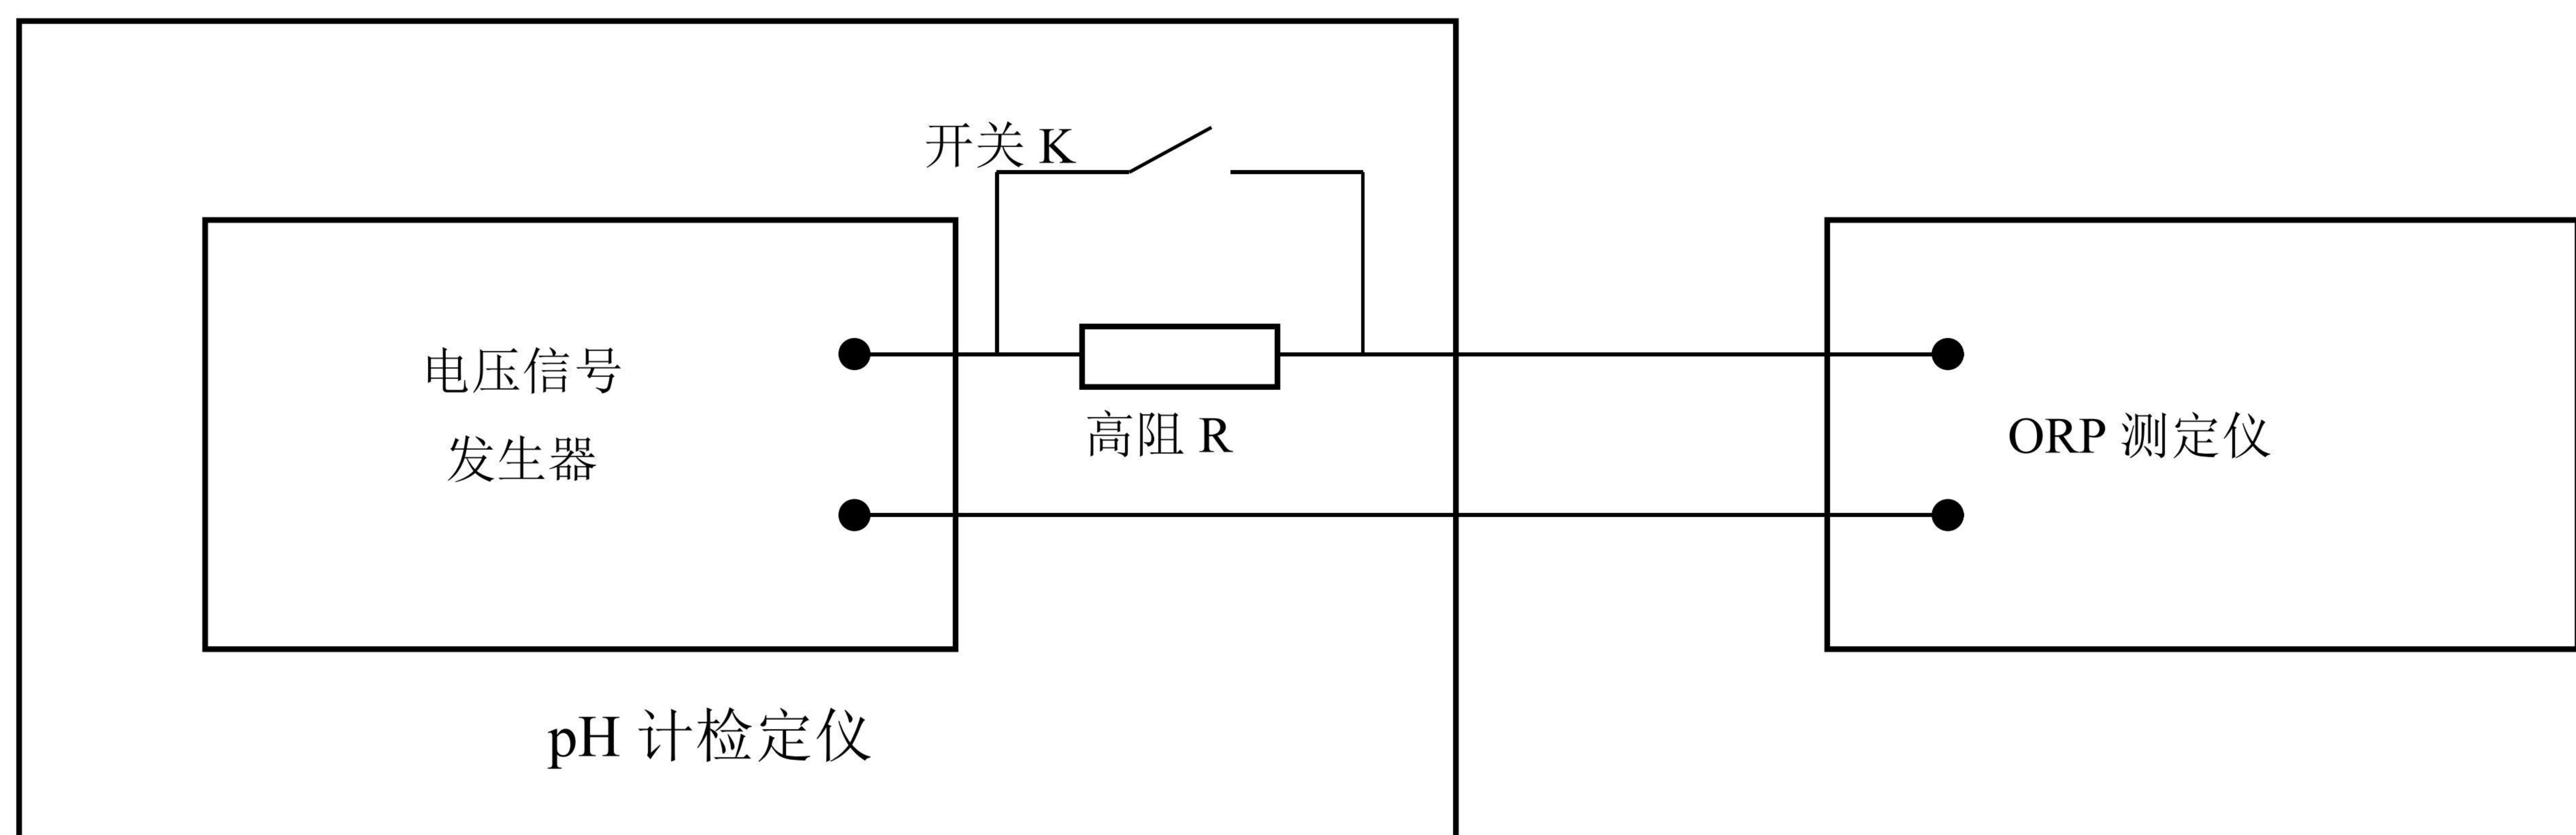 开关 K
电压信号
发生器
高阻 R
ORP 测定仪
pH 计检定仪